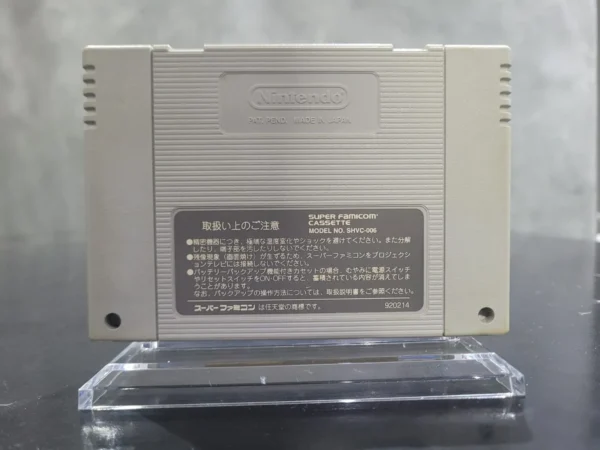 Nintendo
PAT. PEND. MADE IN JAPAN
取扱い上のご注意
SUPER FAMICOM
CASSETTE
MODEL NO. SHVC-006
●精密機器につき、極端な温度変化やショックを避けてください。また分解
したり、端子部を汚したりしないでください。
●残像現象（画面焼け）が生ずるため、スーパーファミコンをプロジェクシ
ョンテレビには接続しないでください。
●バッテリーバックアップ機能付きカセットの場合、むやみに電源スイッチ
やリセットスイッチをON・OFFすると、蓄積されている内容が消えてしま
うことがあります。
なお、バックアップの操作方法については、取扱説明書をご参照ください。
スーパーファミコン は任天堂の商標です。
920214